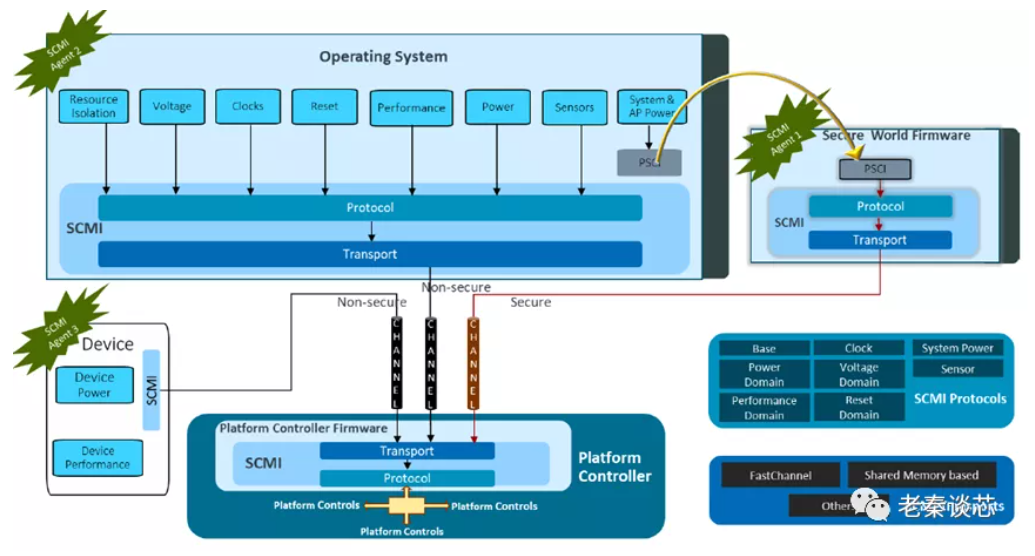 SCMI
Agent 2
Operating System
Resource
Isolation
Voltage
Clocks
Reset
Performance
Power
Sensors
System &
AP Power
PSCI
SCMI
Protocol
Transport
SCMI
Agent 1
Secure World Firmware
PSCI
SCMI
Protocol
Transport
Non-secure
Non-secure
Secure
SCMI
Agent 3
Device
Device
Power
SCMI
Device
Performance
CHANNEL
CHANNEL
CHANNEL
Platform Controller Firmware
SCMI
Transport
Protocol
Platform
Controller
Platform Controls
Platform Controls
Platform Controls
Base
Clock
System Power
Power
Domain
Voltage
Domain
Sensor
Performance
Domain
Reset
Domain
SCMI Protocols
FastChannel
Shared Memory based
Others
老秦谈芯